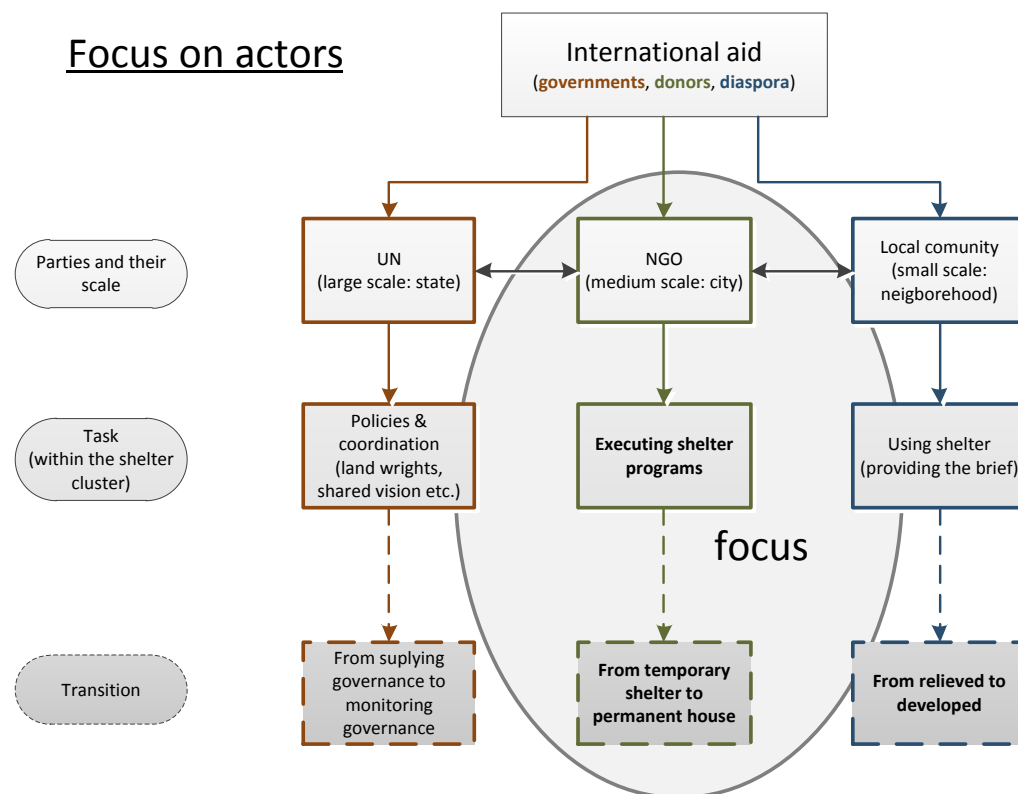 Focus on actors
International aid
(governments, donors, diaspora)
Parties and their
scale
UN
(large scale: state)
NGO
(medium scale: city)
Local comunity
(small scale:
neigborehood)
Task
(within the shelter
cluster)
Policies &
coordination
(land wrights,
shared vision etc.)
Executing shelter
programs
Using shelter
(providing the brief)
focus
Transition
From suplying
governance to
monitoring
governance
From temporary
shelter to
permanent house
From relieved to
developed